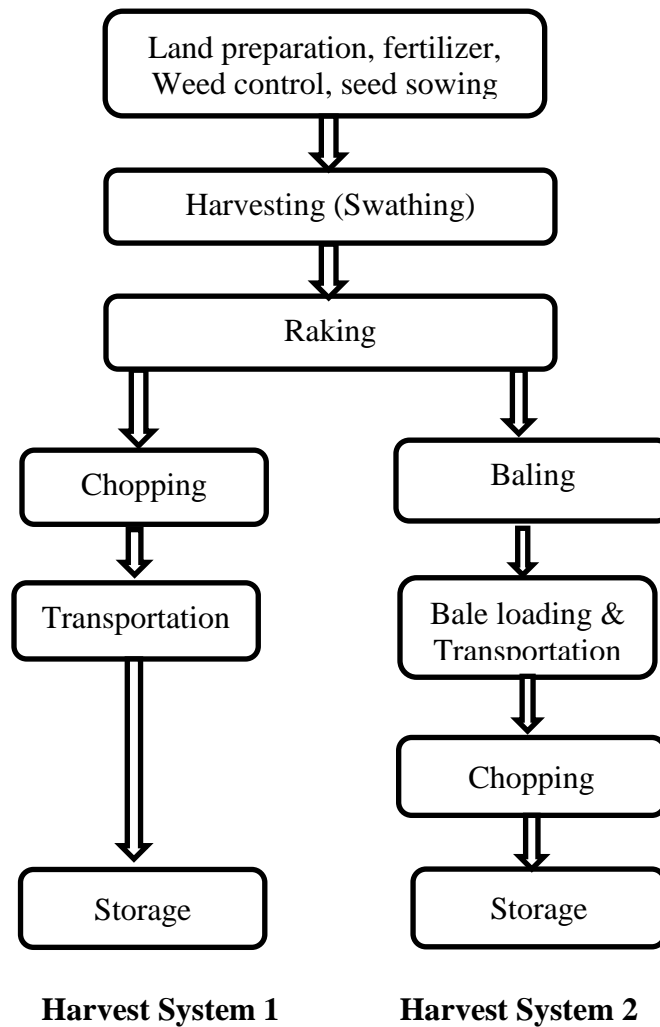 Land preparation, fertilizer,
Weed control, seed sowing
Harvesting (Swathing)
Raking
Chopping
Transportation
Storage
Harvest System 1
Baling
Bale loading &
Transportation
Chopping
Storage
Harvest System 2